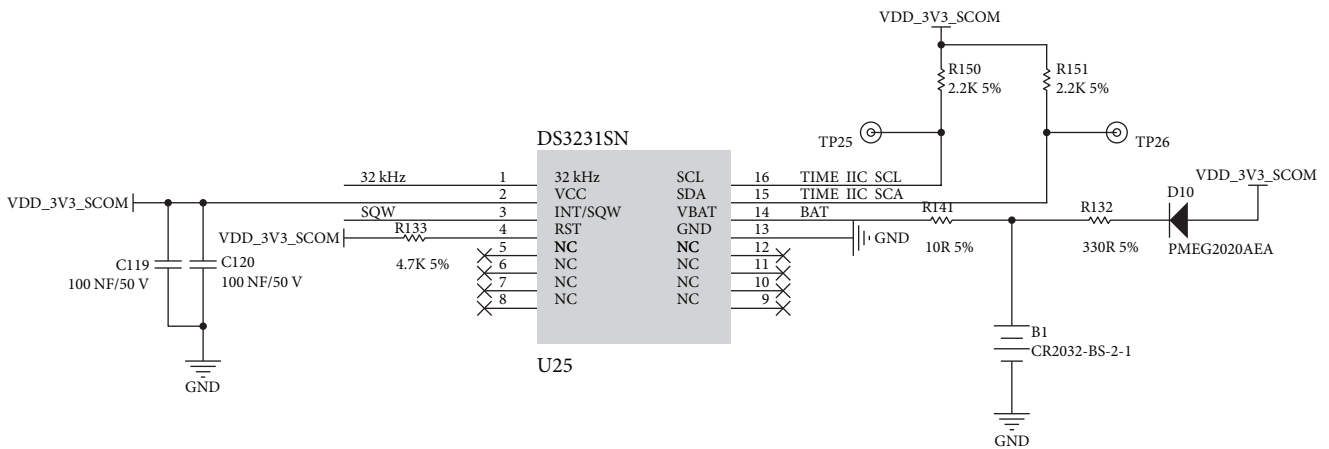 VDD_3V3_SCOM
R150
2.2K 5%
R151
2.2K 5%
TP25
TP26
DS3231SN
32 kHz
1
32 kHz
SCL
16
TIME IIC SCL
VDD_3V3_SCOM
2
VCC
SDA
15
TIME IIC SCA
SQW
3
INT/SQW
VBAT
14
BAT
R141
10R 5%
R132
330R 5%
D10
VDD_3V3_SCOM
PMEG2020AEA
VDD_3V3_SCOM
R133
4.7K 5%
4
RST
GND
13
GND
5
NC
NC
12
6
NC
NC
11
7
NC
NC
10
8
NC
NC
9
C119
100 NF/50 V
C120
100 NF/50 V
GND
U25
B1
CR2032-BS-2-1
GND